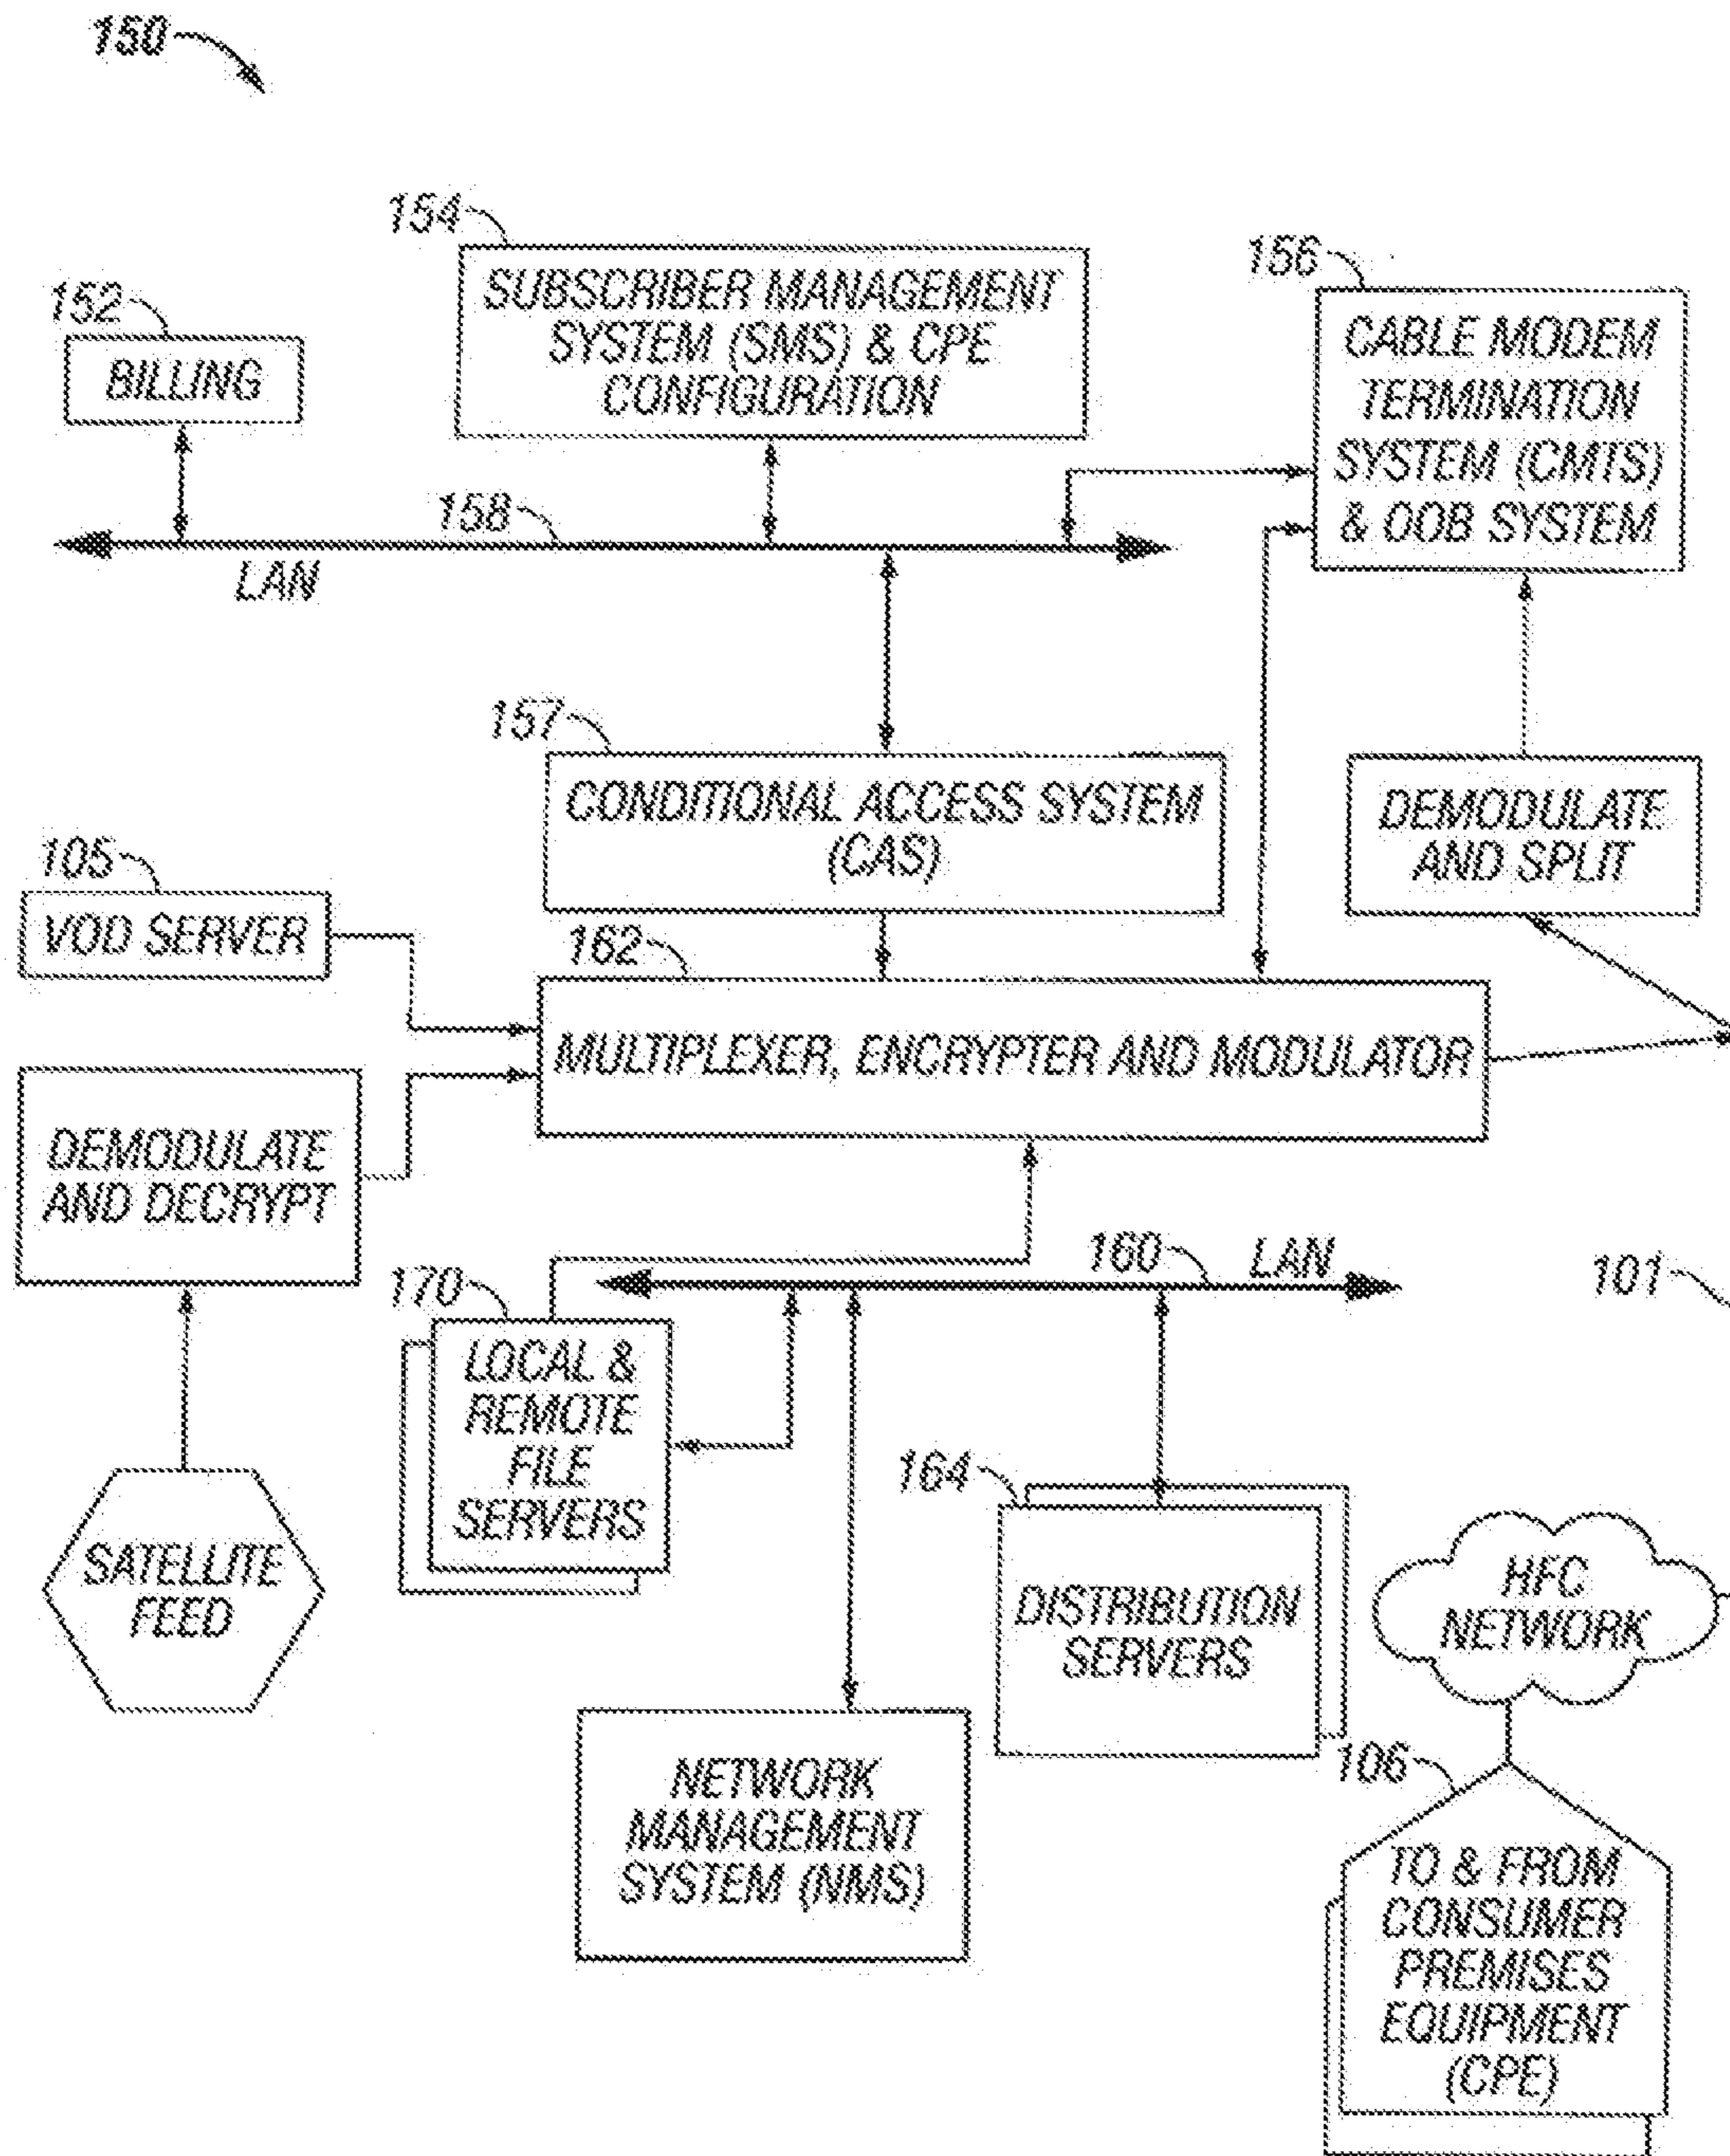 150
154
SUBSCRIBER MANAGEMENT
SYSTEM (SMS) & CPE
CONFIGURATION
156
CABLE MODEM
TERMINATION
SYSTEM (CMTS)
& OOB SYSTEM
152
BILLING
158
LAN
157
CONDITIONAL ACCESS SYSTEM
(CAS)
DEMODULATE
AND SPLIT
105
VOD SERVER
162
MULTIPLEXER, ENCRYPTER AND MODULATOR
DEMODULATE
AND DECRYPT
160
LAN
101
170
LOCAL &
REMOTE
FILE
SERVERS
164
DISTRIBUTION
SERVERS
SATELLITE
FEED
HFC
NETWORK
NETWORK
MANAGEMENT
SYSTEM (NMS)
106
TO & FROM
CONSUMER
PREMISES
EQUIPMENT
(CPE)